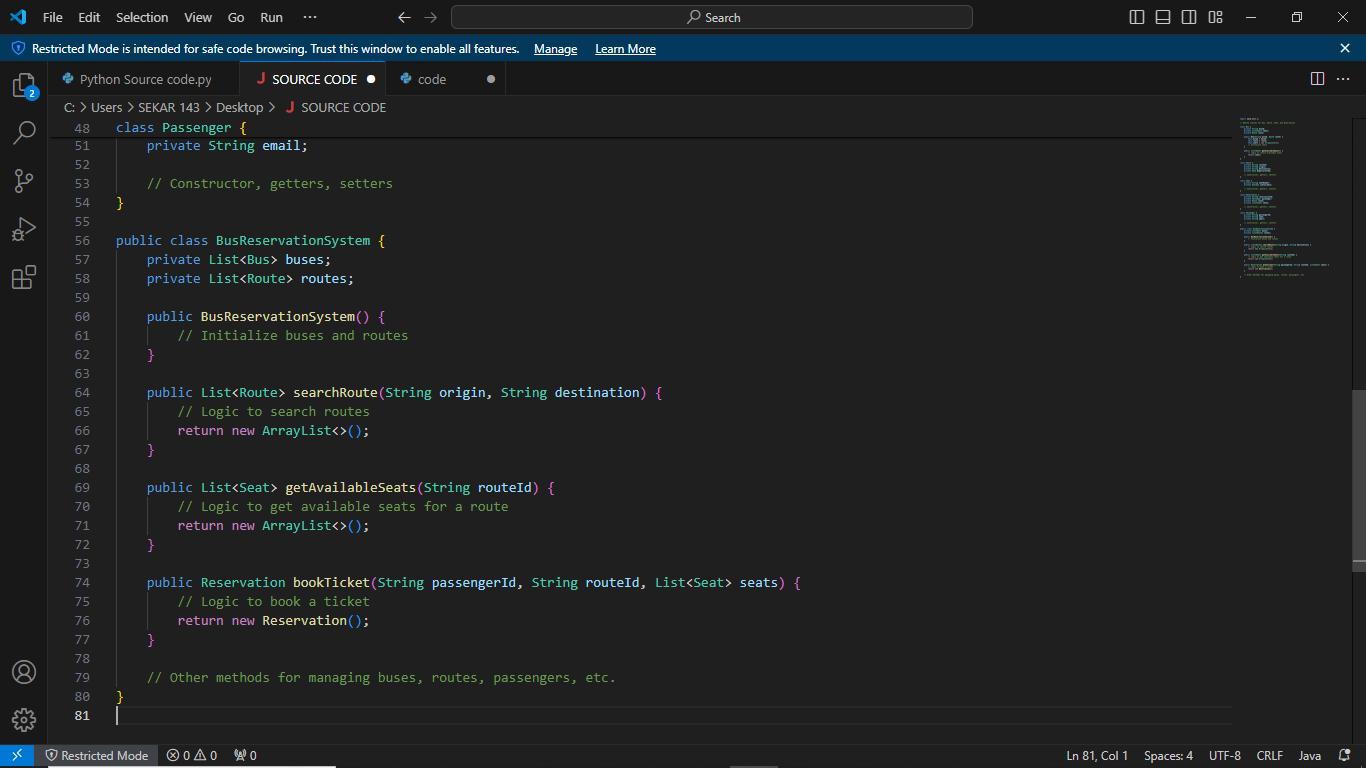 File Edit Selection View Go Run ··· Search
Restricted Mode is intended for safe code browsing. Trust this window to enable all features. Manage Learn More
Python Source code.py J SOURCE CODE code
C: > Users > SEKAR 143 > Desktop > J SOURCE CODE
48 class Passenger {
51 private String email;
52
53 // Constructor, getters, setters
54 }
55
56 public class BusReservationSystem {
57 private List<Bus> buses;
58 private List<Route> routes;
59
60 public BusReservationSystem() {
61 // Initialize buses and routes
62 }
63
64 public List<Route> searchRoute(String origin, String destination) {
65 // Logic to search routes
66 return new ArrayList<>();
67 }
68
69 public List<Seat> getAvailableSeats(String routeId) {
70 // Logic to get available seats for a route
71 return new ArrayList<>();
72 }
73
74 public Reservation bookTicket(String passengerId, String routeId, List<Seat> seats) {
75 // Logic to book a ticket
76 return new Reservation();
77 }
78
79 // Other methods for managing buses, routes, passengers, etc.
80 }
81
2
Restricted Mode 0 0 0 Ln 81, Col 1 Spaces: 4 UTF-8 CRLF Java